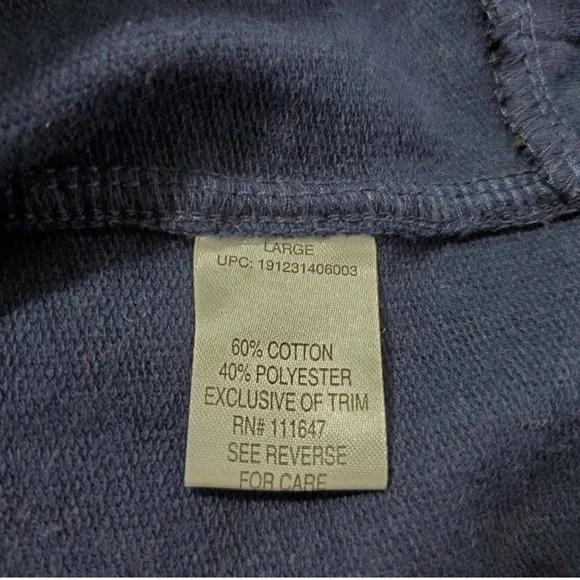 LARGE
UPC: 191231406003
60% COTTON
40% POLYESTER
EXCLUSIVE OF TRIM
RN# 111647
SEE REVERSE
FOR CARE